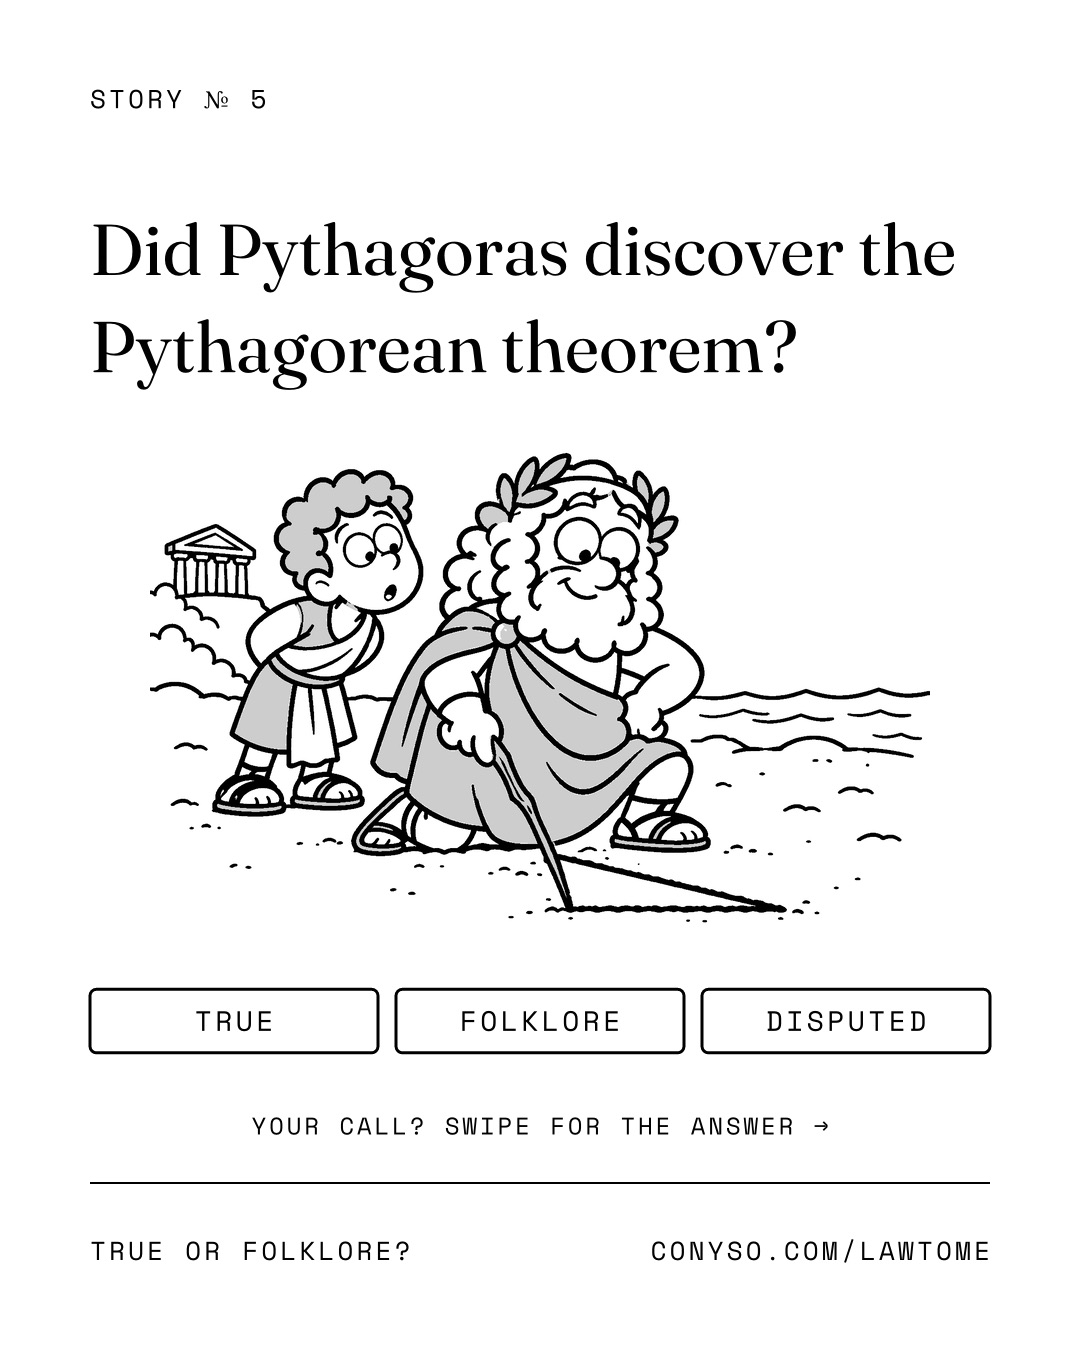 STORY № 5
Did Pythagoras discover the
Pythagorean theorem?
TRUE
FOLKLORE
DISPUTED
YOUR CALL? SWIPE FOR THE ANSWER →
TRUE OR FOLKLORE?
CONYSO.COM/LAWTOME